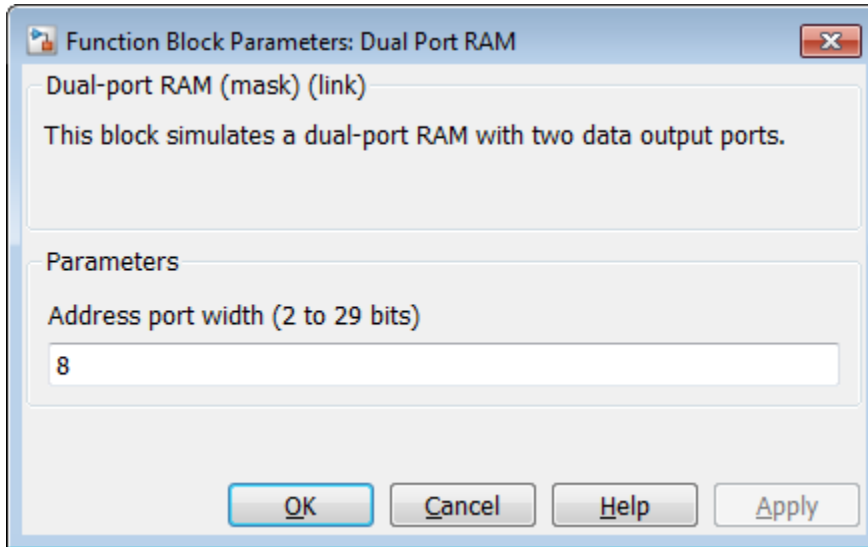 Function Block Parameters: Dual Port RAM
Dual-port RAM (mask) (link)
This block simulates a dual-port RAM with two data output ports.
Parameters
Address port width (2 to 29 bits)
8
OK Cancel Help Apply